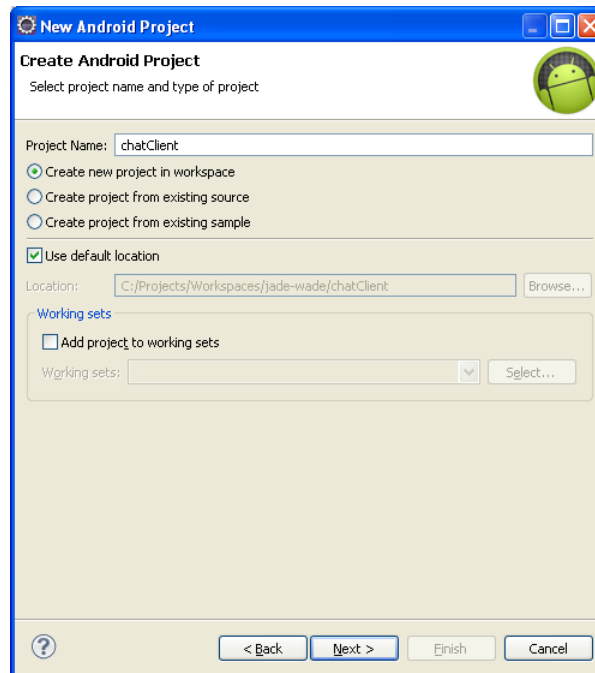 New Android Project
Create Android Project
Select project name and type of project
Project Name: chatClient
Create new project in workspace
Create project from existing source
Create project from existing sample
Use default location
Location: C:/Projects/Workspaces/jade-wade/chatClient Browse...
Working sets
Add project to working sets
Working sets: Select...
? < Back Next > Finish Cancel